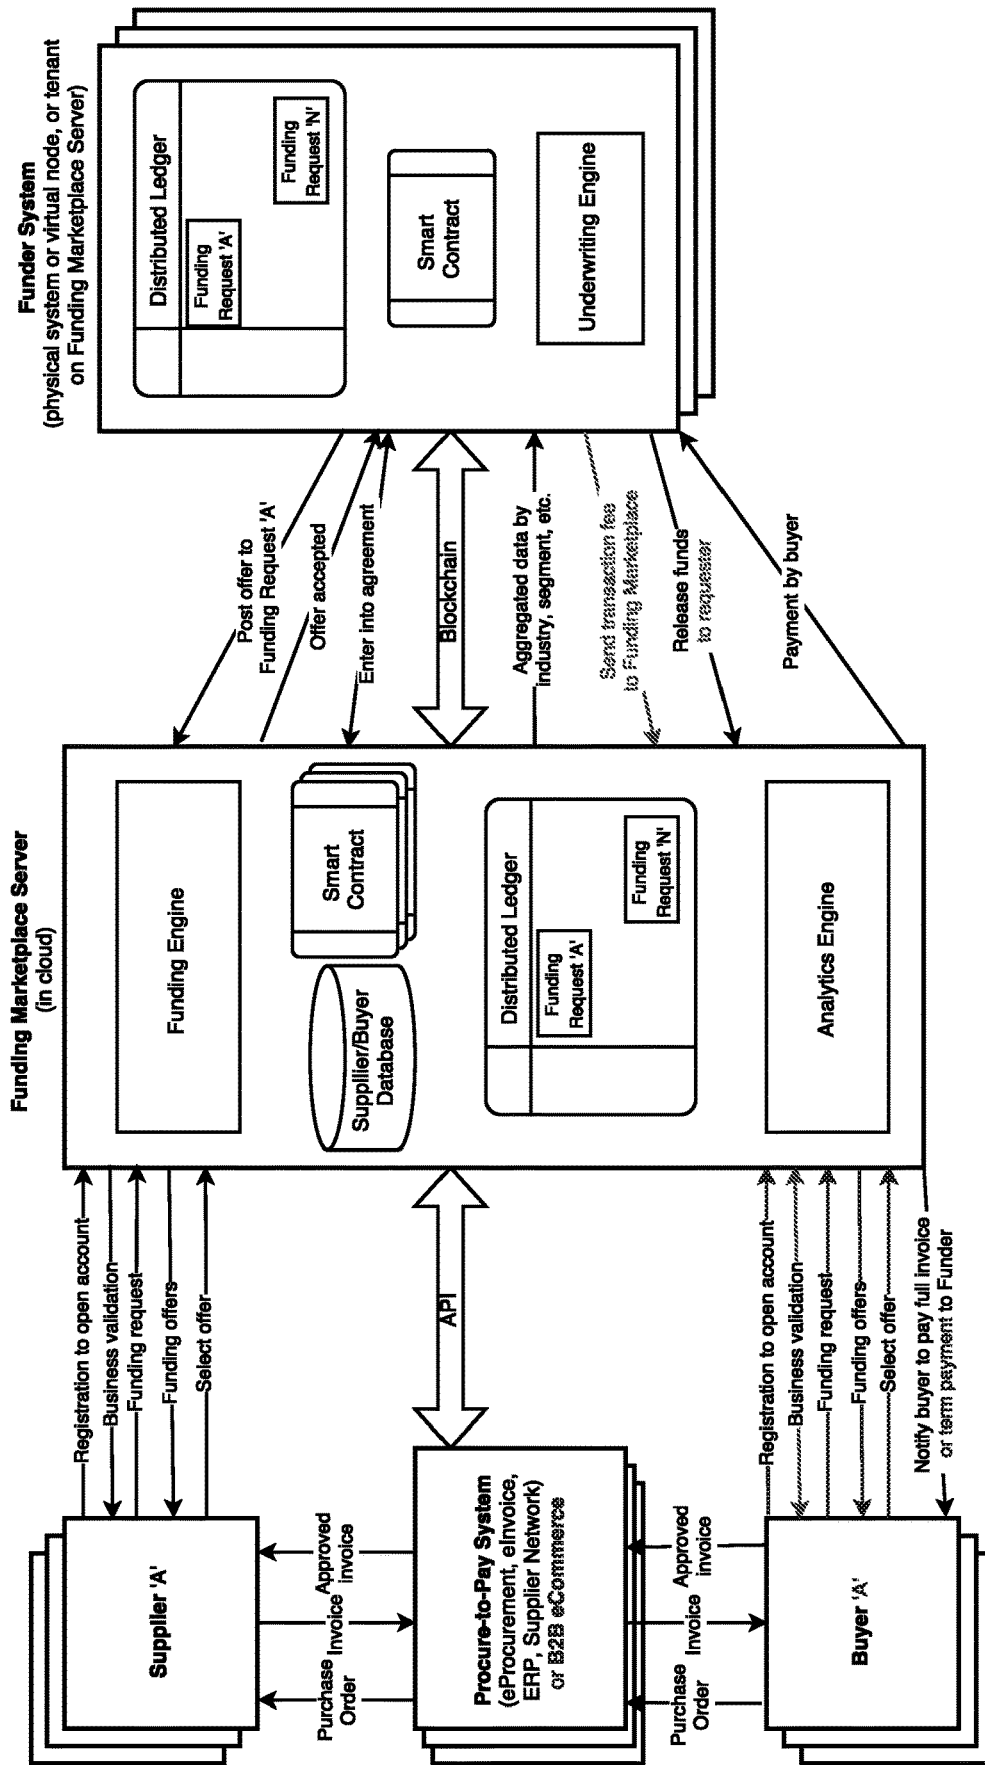 Funder System
(physical system or virtual node, or tenant
on Funding Marketplace Server)
Distributed Ledger
Funding
Request 'A'
Funding
Request 'N'
Smart
Contract
Underwriting Engine
Post offer to
Funding Request 'A'
Offer accepted
Enter into agreement
Blockchain
Aggregated data by
industry, segment, etc.
Send transaction fee
to Funding Marketplace
Release funds
to requester
Payment by buyer
Funding Marketplace Server
(in cloud)
Funding Engine
Smart
Contract
Supplier/Buyer
Database
Distributed Ledger
Funding
Request 'A'
Funding
Request 'N'
Analytics Engine
Registration to open account
Business validation
Funding request
Funding offers
Select offer
API
Registration to open account
Business validation
Funding request
Funding offers
Select offer
Notify buyer to pay full invoice
or term payment to Funder
Supplier 'A'
Purchase
Order
Invoice
Approved
invoice
Procure-to-Pay System
(eProcurement, eInvoice,
ERP, Supplier Network)
or B2B eCommerce
Purchase
Order
Invoice
Approved
invoice
Buyer 'A'